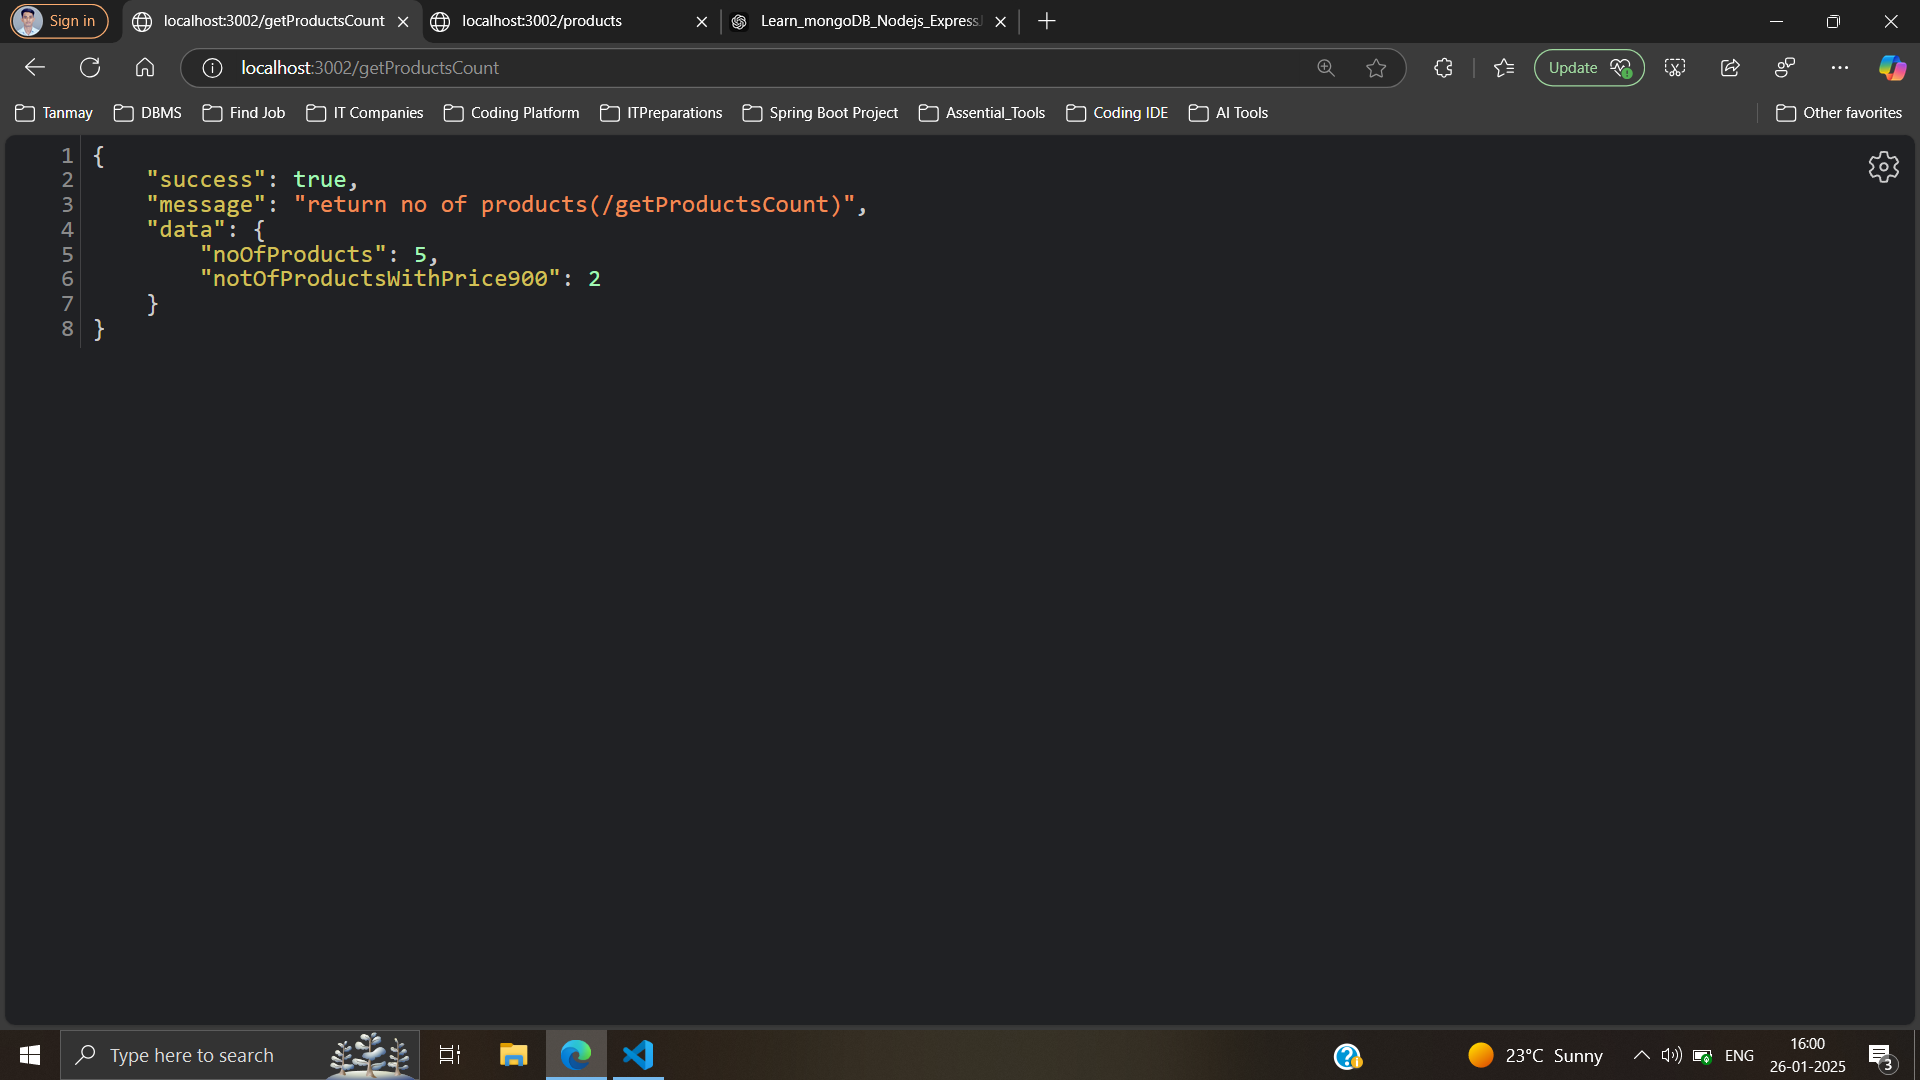 Sign in
localhost:3002/getProductsCount
localhost:3002/products
Learn_mongoDB_Nodejs_Express
localhost:3002/getProductsCount
Update
Tanmay
DBMS
Find Job
IT Companies
Coding Platform
ITPreparations
Spring Boot Project
Assential_Tools
Coding IDE
AI Tools
Other favorites
1 {
2 "success": true,
3 "message": "return no of products(/getProductsCount)",
4 "data": {
5 "noOfProducts": 5,
6 "notOfProductsWithPrice900": 2
7 }
8 }
Type here to search
23°C Sunny
ENG
16:00
26-01-2025
3